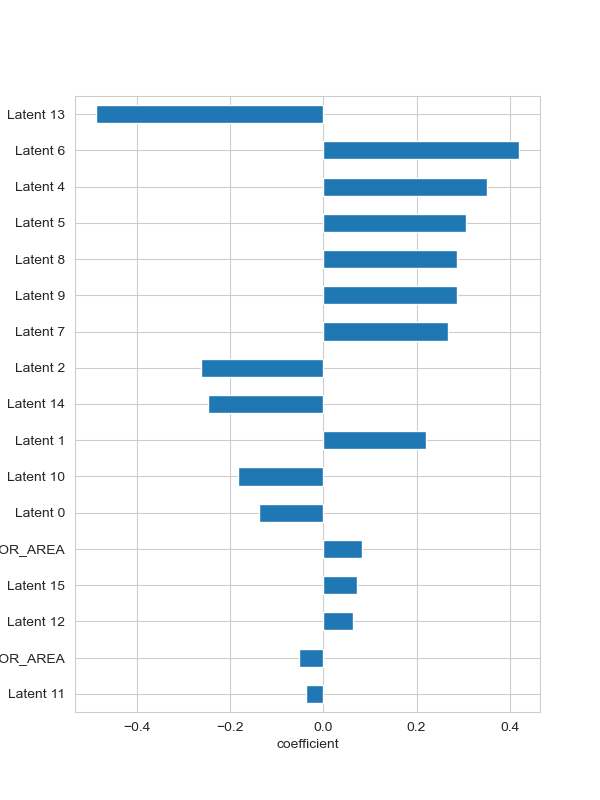 Latent 13
Latent 6
Latent 4
Latent 5
Latent 8
Latent 9
Latent 7
Latent 2
Latent 14
Latent 1
Latent 10
Latent 0
OR_AREA
Latent 15
Latent 12
OR_AREA
Latent 11
−0.4 −0.2 0.0 0.2 0.4
coefficient